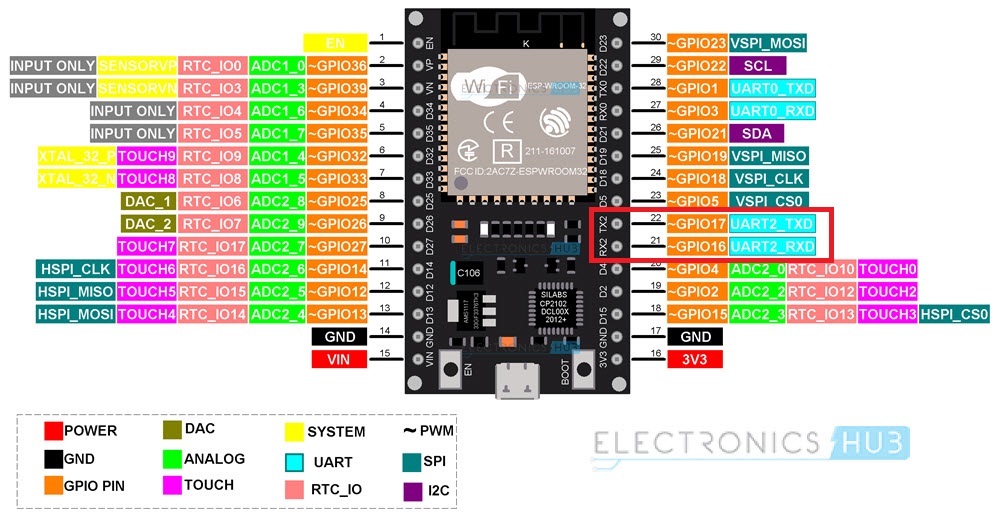 K
1 EN EN
INPUT ONLY SENSORVP RTC_IO0 ADC1_0 ~GPIO36 2 VP
INPUT ONLY SENSORVN RTC_IO3 ADC1_3 ~GPIO39 3 VN
INPUT ONLY RTC_IO4 ADC1_6 ~GPIO34 4 D34
INPUT ONLY RTC_IO5 ADC1_7 ~GPIO35 5 D35
XTAL_32_P TOUCH9 RTC_IO9 ADC1_4 ~GPIO32 6 D32
XTAL_32_N TOUCH8 RTC_IO8 ADC1_5 ~GPIO33 7 D33
DAC_1 RTC_IO6 ADC2_8 ~GPIO25 8 D25
DAC_2 RTC_IO7 ADC2_9 ~GPIO26 9 D26
TOUCH7 RTC_IO17 ADC2_7 ~GPIO27 10 D27
HSPI_CLK TOUCH6 RTC_IO16 ADC2_6 ~GPIO14 11 D14
HSPI_MISO TOUCH5 RTC_IO15 ADC2_5 ~GPIO12 12 D12
HSPI_MOSI TOUCH4 RTC_IO14 ADC2_4 ~GPIO13 13 D13
GND 14 GND
VIN 15 VIN
WiFi
ESP-WROOM-32
CE
R 211-161007
FCC ID:2AC7Z-ESPWROOM32
ELECTRONICS HUB
C106
AMS1117
SILABS
CP2102
DCL00X
2012+
ELECTRONICS HUB
EN
BOOT
D23 30 ~GPIO23 VSPI_MOSI
D22 29 ~GPIO22 SCL
TX0 28 ~GPIO1 UART0_TXD
RX0 27 ~GPIO3 UART0_RXD
D21 26 ~GPIO21 SDA
D19 25 ~GPIO19 VSPI_MISO
D18 24 ~GPIO18 VSPI_CLK
D5 23 ~GPIO5 VSPI_CS0
TX2 22 ~GPIO17 UART2_TXD
RX2 21 ~GPIO16 UART2_RXD
D4 20 ~GPIO4 ADC2_0 RTC_IO10 TOUCH0
D2 19 ~GPIO2 ADC2_2 RTC_IO12 TOUCH2
D15 18 ~GPIO15 ADC2_3 RTC_IO13 TOUCH3 HSPI_CS0
GND 17 GND
3V3 16 3V3
POWER DAC SYSTEM ~ PWM
GND ANALOG UART SPI
GPIO PIN TOUCH RTC_IO I2C
ELECTRONICS HUB